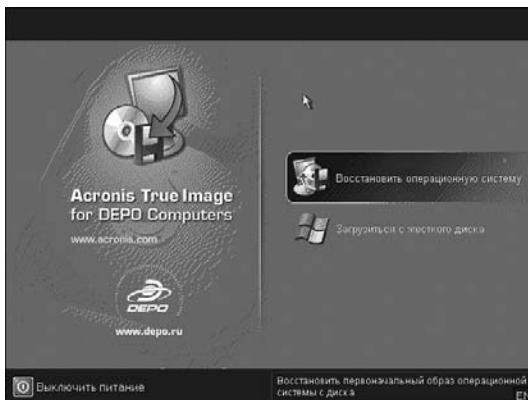 Acronis True Image
for DEPO Computers
www.acronis.com
DEPO
www.depo.ru
Восстановить операционную систему
Загрузиться с жесткого диска
Выключить питание
Восстановить первоначальный образ операционной
системы с диска
EN